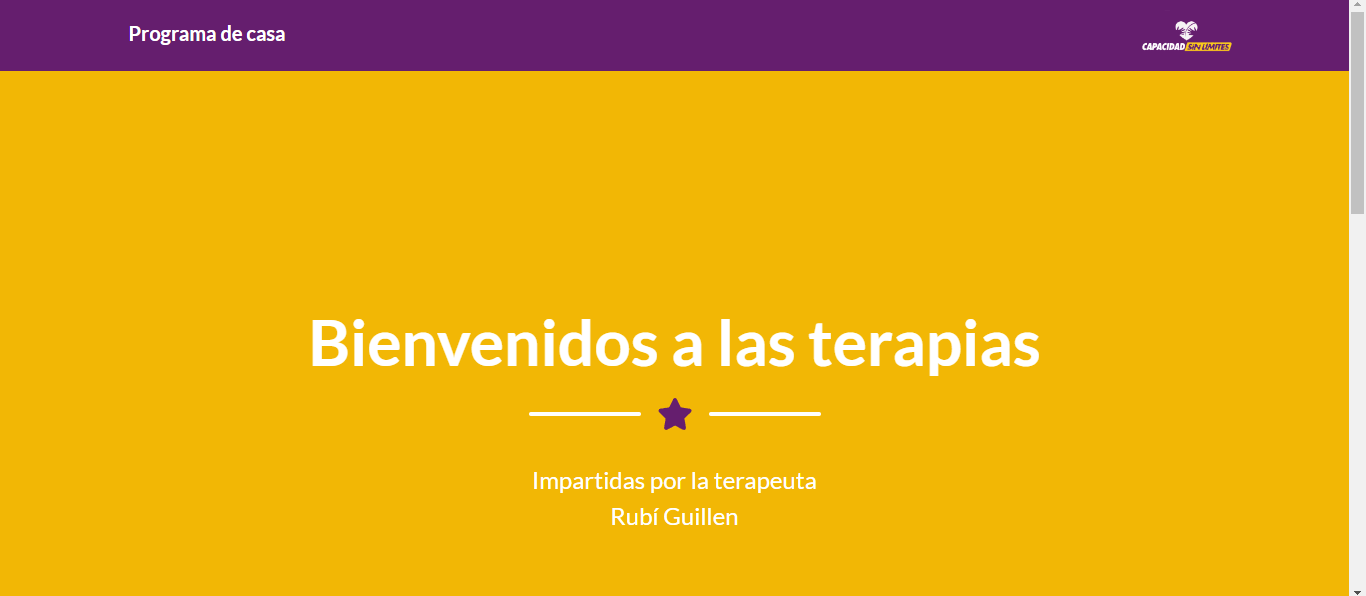 Programa de casa
CAPACIDAD SIN LIMITES
Bienvenidos a las terapias
Impartidas por la terapeuta
Rubí Guillen